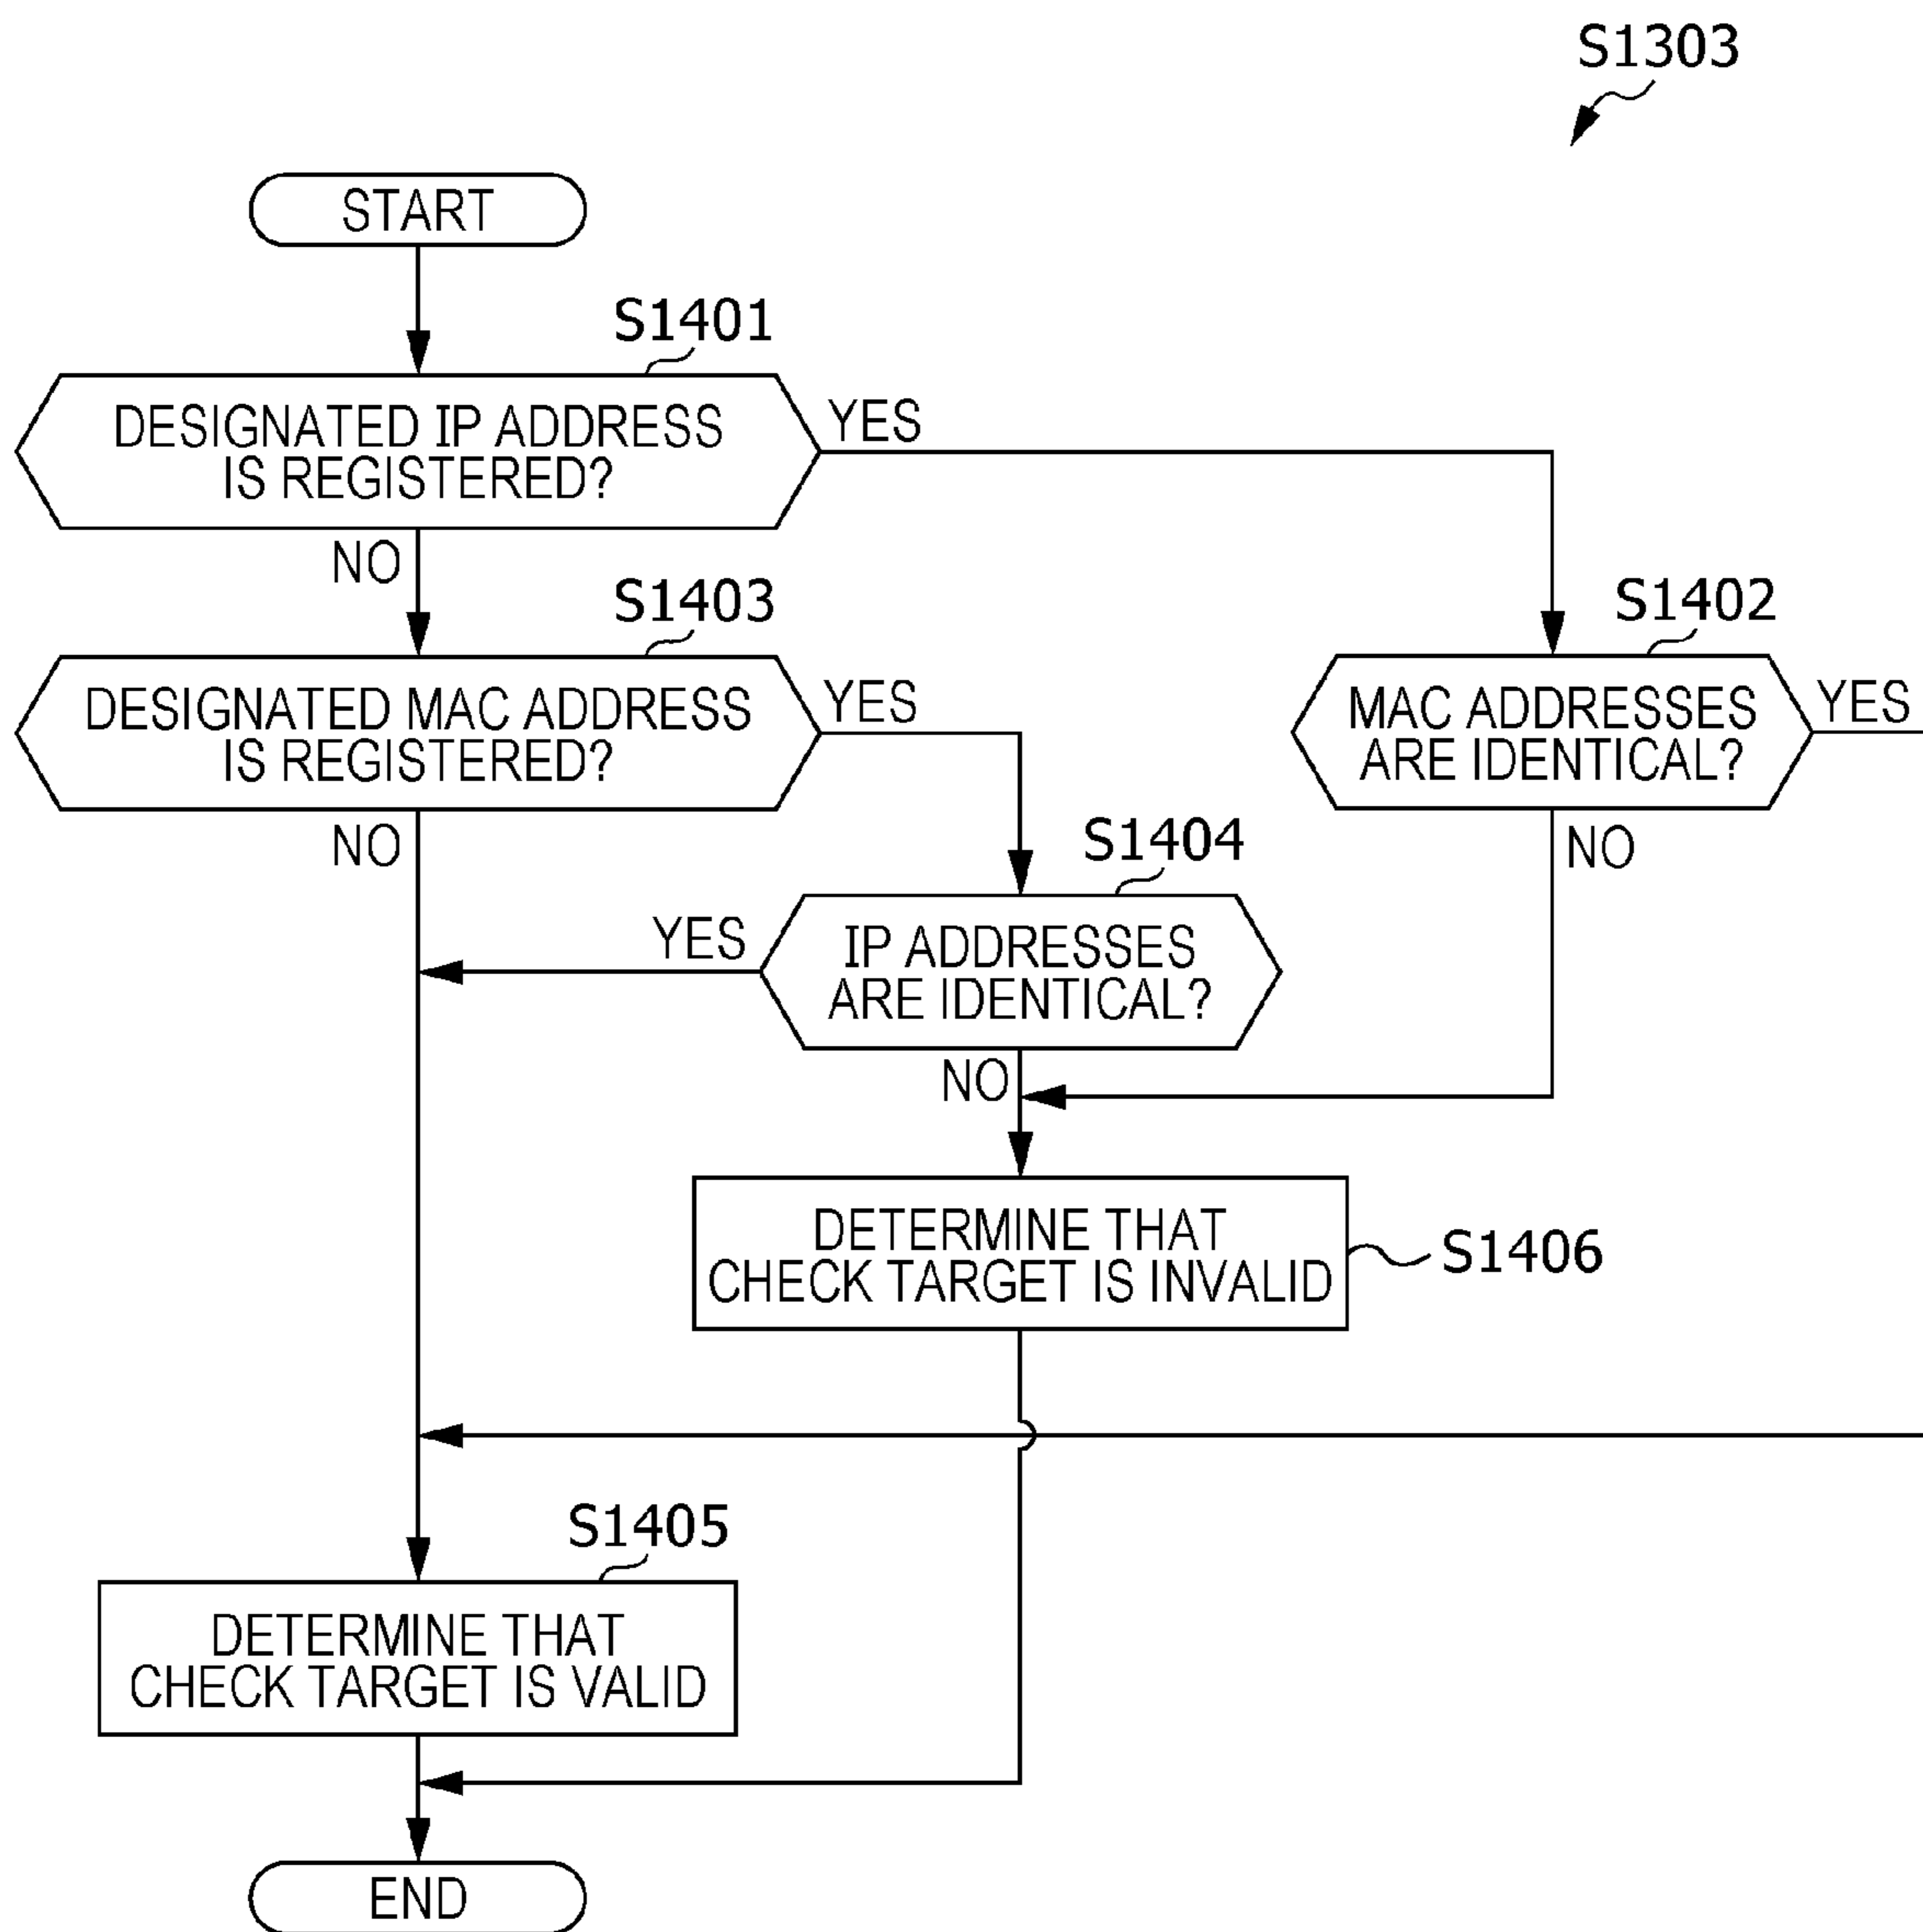 S1303
START
S1401
DESIGNATED IP ADDRESS
IS REGISTERED?
YES
NO
S1403
S1402
DESIGNATED MAC ADDRESS
IS REGISTERED?
YES
MAC ADDRESSES
ARE IDENTICAL?
YES
NO
NO
S1404
YES
IP ADDRESSES
ARE IDENTICAL?
NO
DETERMINE THAT
CHECK TARGET IS INVALID
S1406
S1405
DETERMINE THAT
CHECK TARGET IS VALID
END